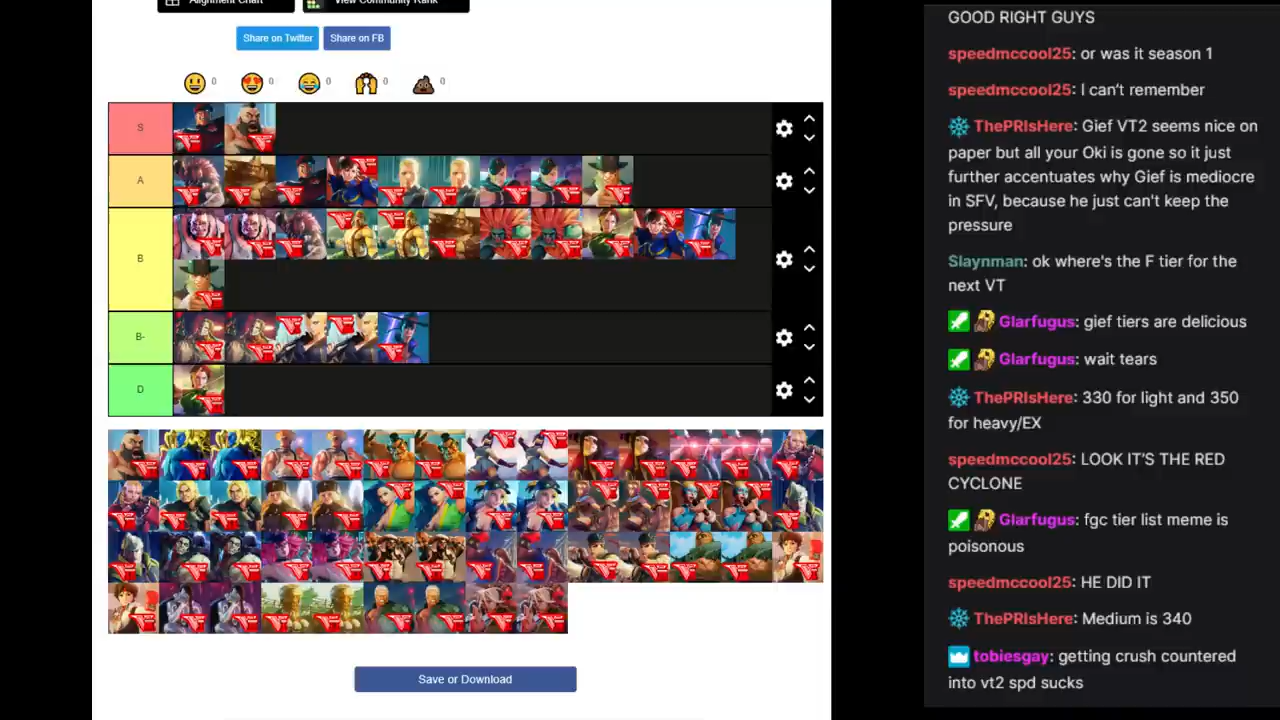 Alignment Chart
View Community Rank
Share on Twitter
Share on FB
0
0
0
0
0
S
A
B
B-
D
Save or Download
GOOD RIGHT GUYS
speedmccool25: or was it season 1
speedmccool25: I can't remember
ThePRIsHere: Gief VT2 seems nice on
paper but all your Oki is gone so it just
further accentuates why Gief is mediocre
in SFV, because he just can't keep the
pressure
Slaynman: ok where's the F tier for the
next VT
Glarfugus: gief tiers are delicious
Glarfugus: wait tears
ThePRIsHere: 330 for light and 350
for heavy/EX
speedmccool25: LOOK IT'S THE RED
CYCLONE
Glarfugus: fgc tier list meme is
poisonous
speedmccool25: HE DID IT
ThePRIsHere: Medium is 340
tobiesgay: getting crush countered
into vt2 spd sucks